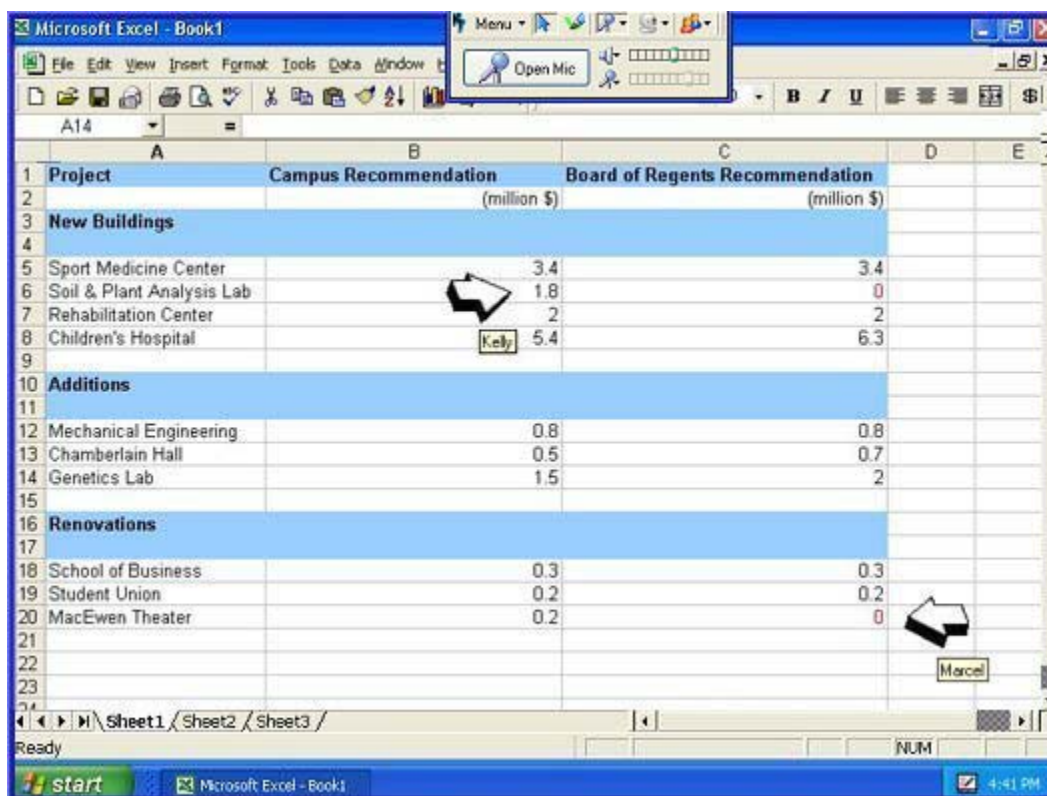 Microsoft Excel - Book1
Menu
File Edit View Insert Format Tools Data Window
Open Mic
B I U $
A14 =
A B C D E
1 Project Campus Recommendation Board of Regents Recommendation
2 (million $) (million $)
3 New Buildings
4
5 Sport Medicine Center 3.4 3.4
6 Soil & Plant Analysis Lab 1.8 0
7 Rehabilitation Center 2 2
8 Children's Hospital 5.4 6.3
Kelly
9
10 Additions
11
12 Mechanical Engineering 0.8 0.8
13 Chamberlain Hall 0.5 0.7
14 Genetics Lab 1.5 2
15
16 Renovations
17
18 School of Business 0.3 0.3
19 Student Union 0.2 0.2
20 MacEwen Theater 0.2 0
21
22
Marcel
23
24
Sheet1 Sheet2 Sheet3
Ready NUM
start Microsoft Excel - Book1 4:41 PM